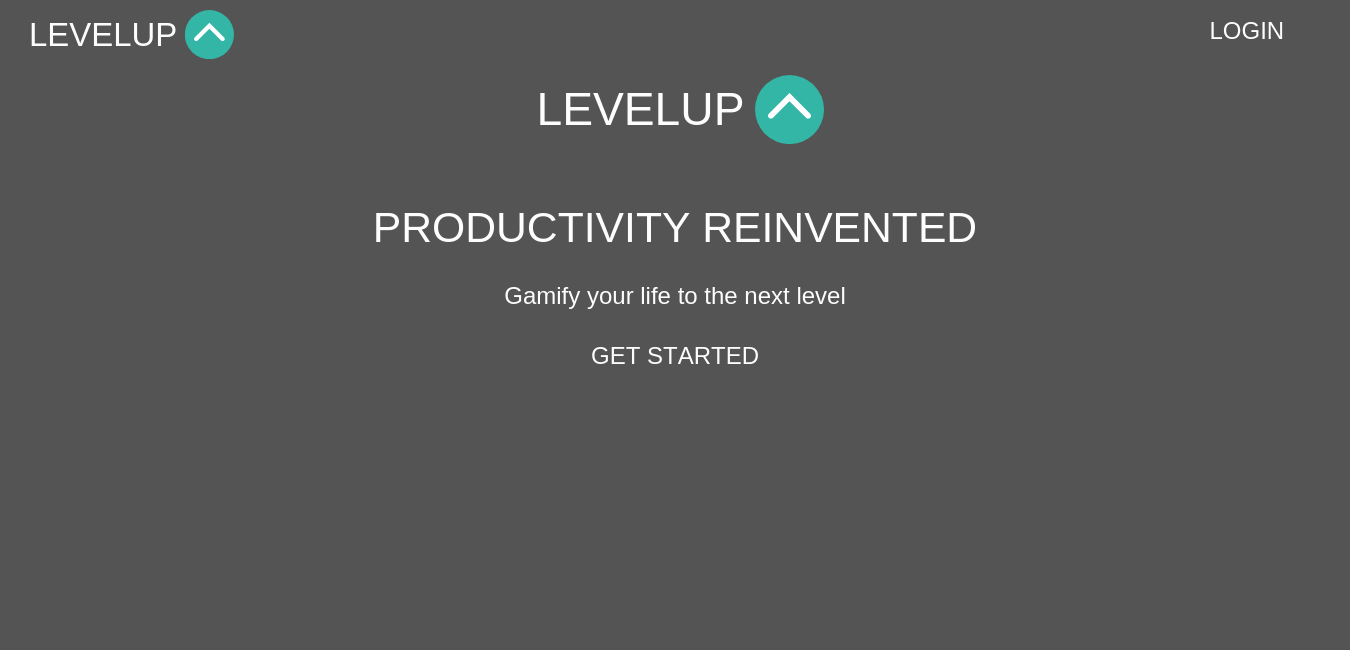 LEVELUP
LOGIN
LEVELUP
PRODUCTIVITY REINVENTED
Gamify your life to the next level
GET STARTED